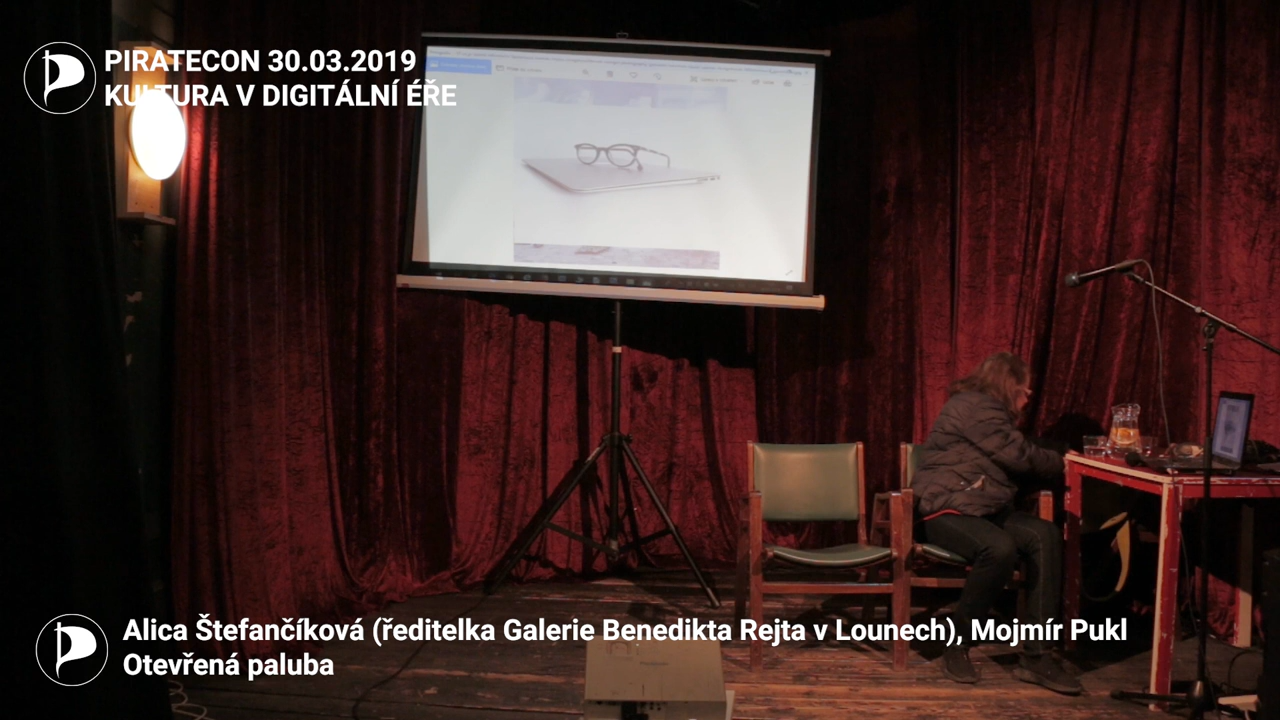 PIRATECON 30.03.2019
KULTURA V DIGITÁLNÍ ÉŘE
Alica Štefančíková (ředitelka Galerie Benedikta Rejta v Lounech), Mojmír Pukl
Otevřená paluba